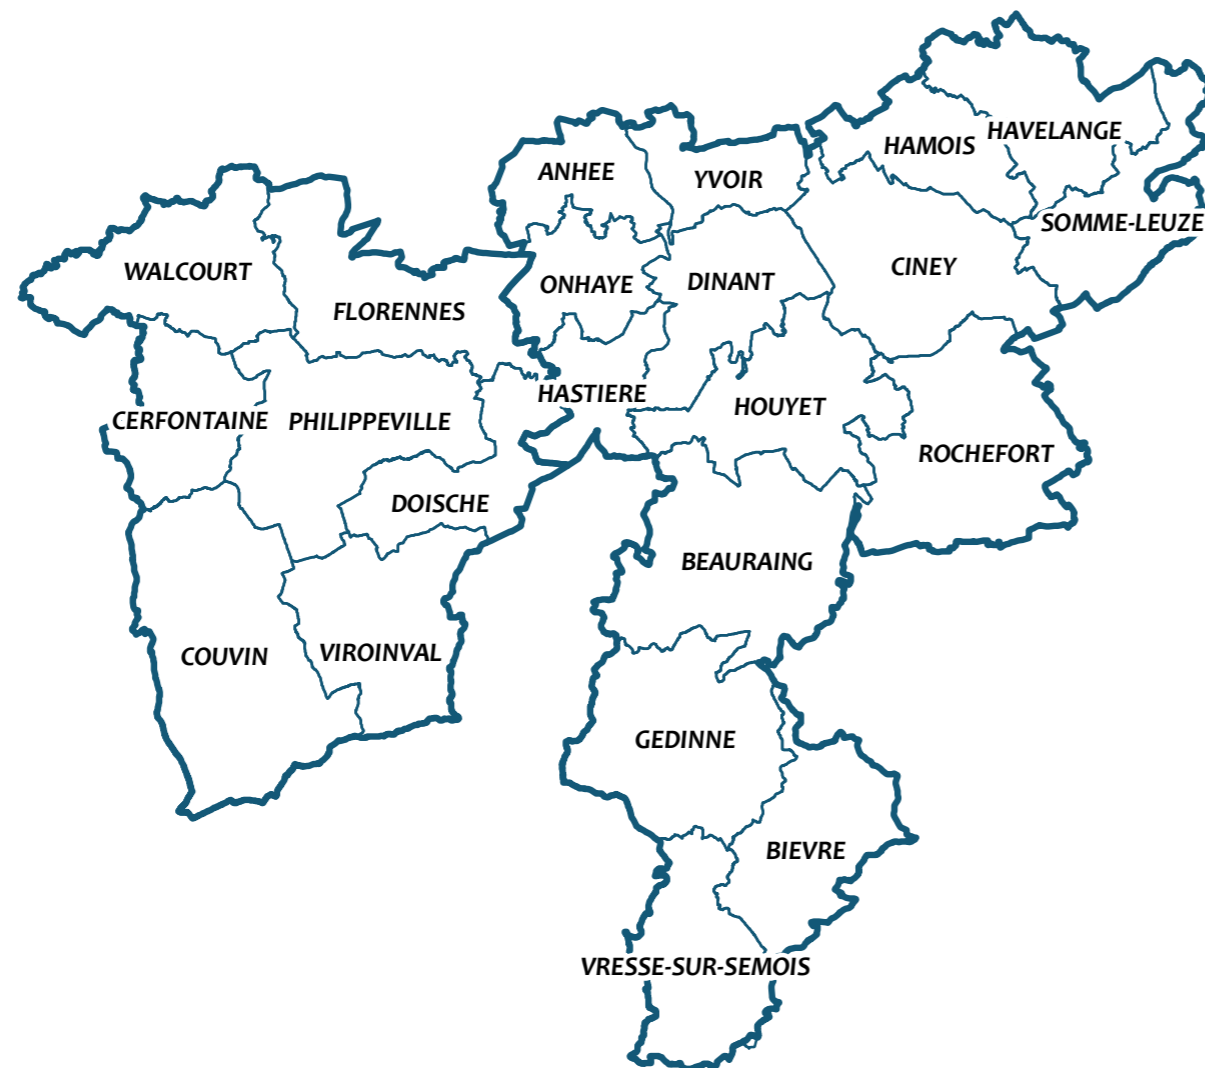 HAVELANGE
HAMOIS
ANHEE
YVOIR
SOMME-LEUZE
WALCOURT
ONHAYE
DINANT
CINEY
FLORENNES
HASTIERE
HOUYET
CERFONTAINE
PHILIPPEVILLE
ROCHEFORT
DOISCHE
BEAURAING
COUVIN
VIROINVAL
GEDINNE
BIEVRE
VRESSE-SUR-SEMOIS